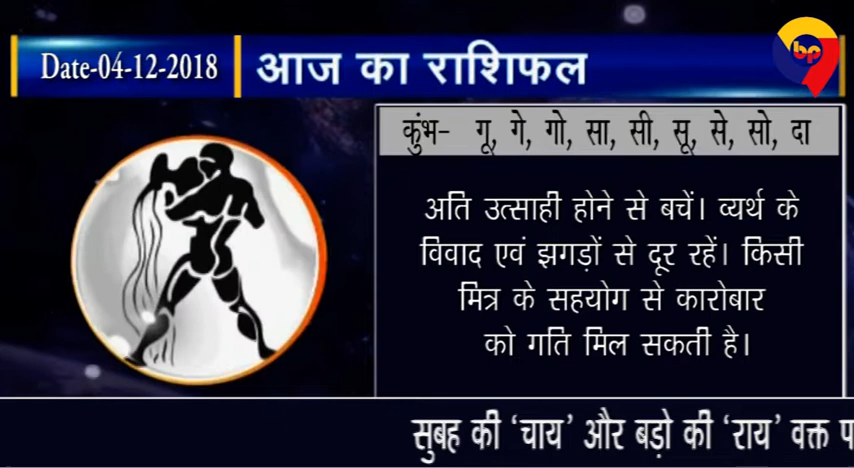 bp
Date-04-12-2018 आज का राशिफल
कुंभ- गू, गे, गो, सा, सी, सू, से, सो, दा
अति उत्साही होने से बचें। व्यर्थ के
विवाद एवं झगड़ों से दूर रहें। किसी
मित्र के सहयोग से कारोबार
को गति मिल सकती है।
सुबह की ‘चाय’ और बड़ो की ‘राय’ वक्त